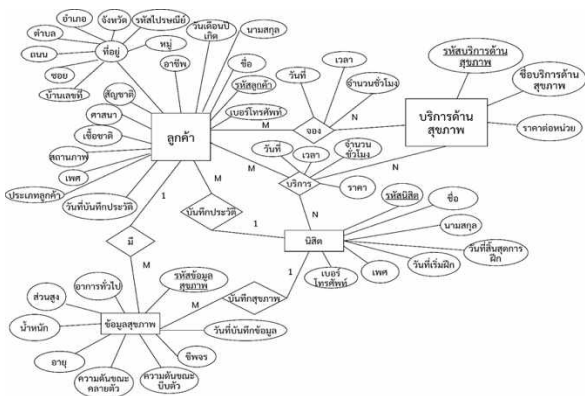 อำเภอ
จังหวัด
รหัสไปรษณีย์
ตำบล
ถนน
ที่อยู่
หมู่
ซอย
บ้านเลขที่
วันเดือนปี
เกิด
นามสกุล
อาชีพ
ชื่อ
สัญชาติ
รหัสลูกค้า
ศาสนา
เบอร์โทรศัพท์
เชื้อชาติ
ลูกค้า
สถานภาพ
เพศ
ประเภทลูกค้า
วันที่บันทึกประวัติ
วันที่
เวลา
จำนวนชั่วโมง
M
จอง
N
รหัสบริการด้าน
สุขภาพ
ชื่อบริการด้าน
สุขภาพ
บริการด้าน
สุขภาพ
ราคาต่อหน่วย
วันที่
เวลา
จำนวน
ชั่วโมง
M
บริการ
N
ราคา
N
1
M
บันทึกประวัติ
1
รหัสนิสิต
ชื่อ
นามสกุล
นิสิต
วันที่สิ้นสุดการ
ฝึก
วันที่เริ่มฝึก
เพศ
เบอร์
โทรศัพท์
มี
M
1
อาการทั่วไป
รหัสข้อมูล
สุขภาพ
ส่วนสูง
M
บันทึกสุขภาพ
น้ำหนัก
ข้อมูลสุขภาพ
วันที่บันทึกข้อมูล
อายุ
ชีพจร
ความดันขณะ
คลายตัว
ความดันขณะ
บีบตัว